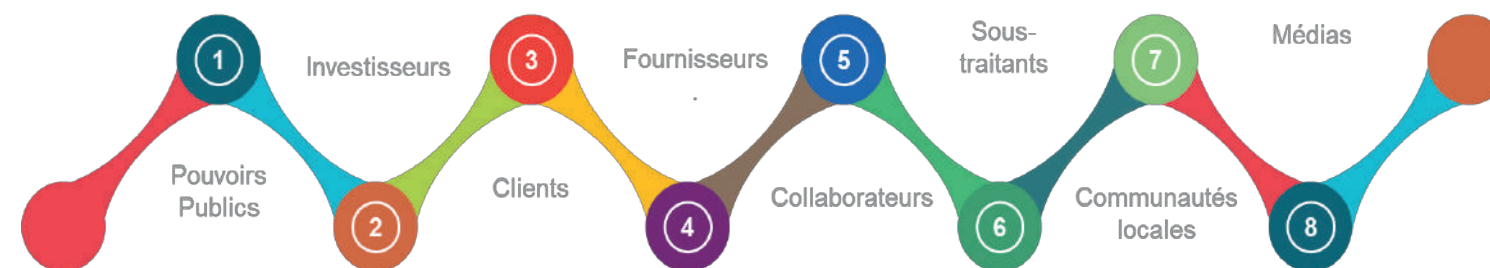 1
Pouvoirs
Publics
Investisseurs
2
3
Clients
Fournisseurs
.
4
5
Collaborateurs
Sous-
traitants
6
7
Communautés
locales
Médias
8